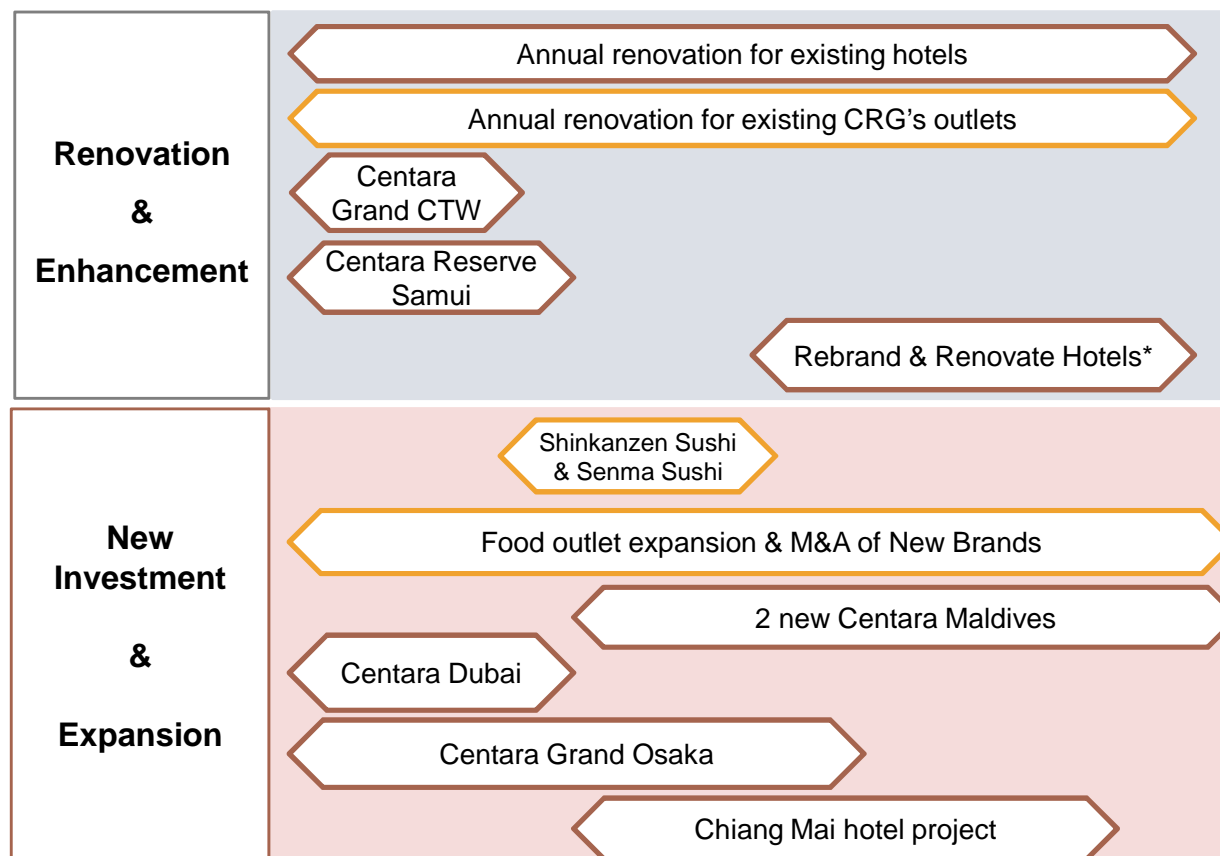 Renovation
&
Enhancement
Annual renovation for existing hotels
Annual renovation for existing CRG's outlets
Centara
Grand CTW
Centara Reserve
Samui
Rebrand & Renovate Hotels*
New
Investment
&
Expansion
Shinkanzen Sushi
& Senma Sushi
Food outlet expansion & M&A of New Brands
2 new Centara Maldives
Centara Dubai
Centara Grand Osaka
Chiang Mai hotel project